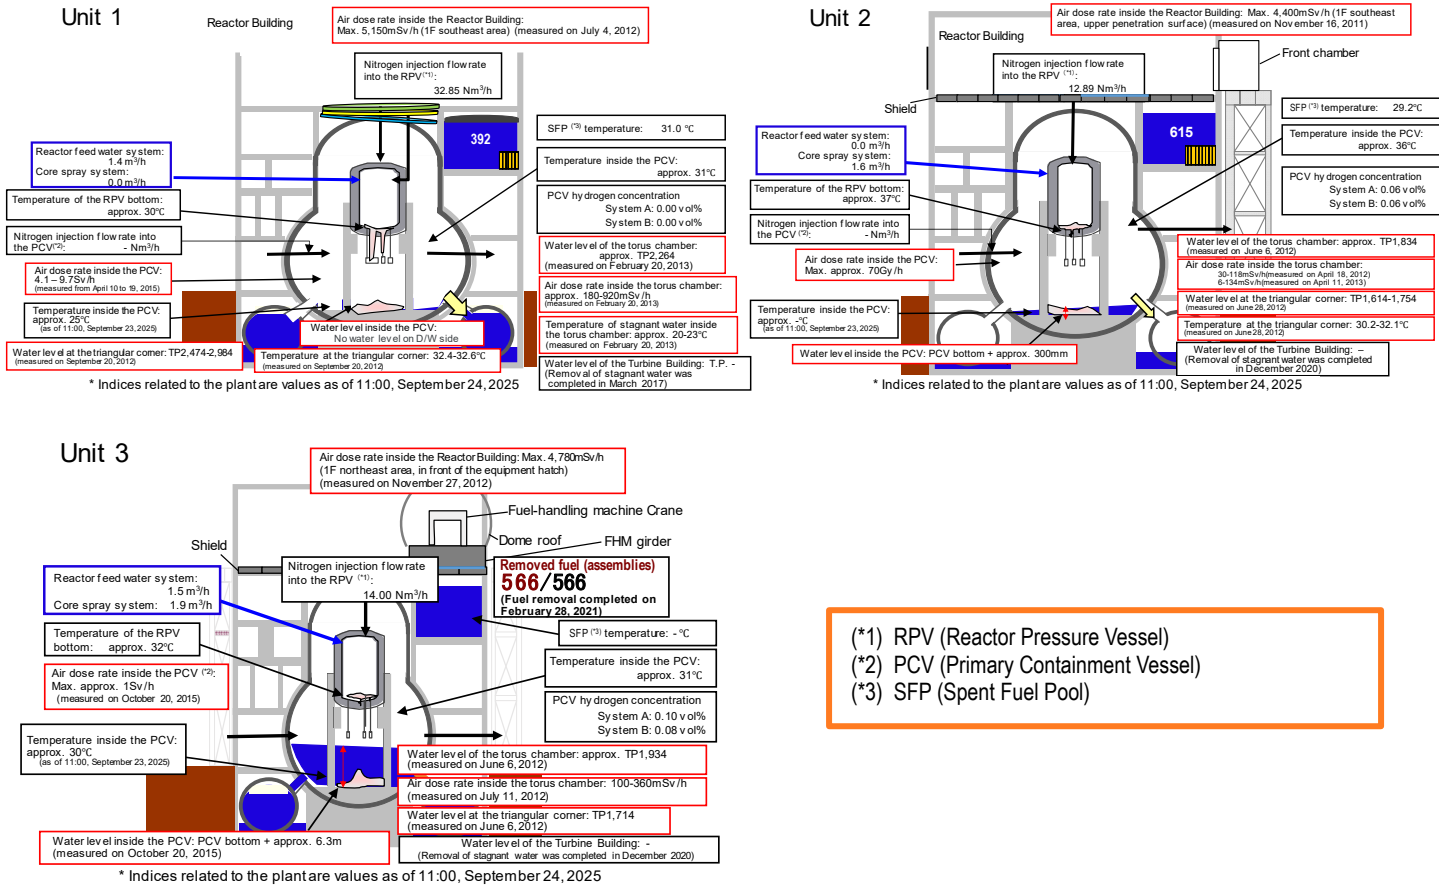 Unit 1
Reactor Building
Air dose rate inside the Reactor Building:
Max. 5,150mSv/h (1F southeast area) (measured on July 4, 2012)
Nitrogen injection flow rate
into the RPV(*1):
32.85 Nm³/h
392
SFP (*3) temperature: 31.0 ℃
Reactor feed water system:
1.4 m³/h
Core spray system:
0.0 m³/h
Temperature inside the PCV:
approx. 31℃
Temperature of the RPV bottom:
approx. 30℃
PCV hydrogen concentration
System A: 0.00 vol%
System B: 0.00 vol%
Nitrogen injection flow rate into
the PCV(*2): - Nm³/h
Water level of the torus chamber:
approx. TP2,264
(measured on February 20, 2013)
Air dose rate inside the PCV:
4.1 – 9.7Sv/h
(measured from April 10 to 19, 2015)
Air dose rate inside the torus chamber:
approx. 180-920mSv/h
(measured on February 20, 2013)
Temperature inside the PCV:
approx. 25℃
(as of 11:00, September 23, 2025)
Water level inside the PCV:
No water level on D/W side
Temperature of stagnant water inside
the torus chamber: approx. 20-23℃
(measured on February 20, 2013)
Water level at the triangular corner: TP2,474-2,984
(measured on September 20, 2012)
Temperature at the triangular corner: 32.4-32.6℃
(measured on September 20, 2012)
Water level of the Turbine Building: T.P. -
(Removal of stagnant water was
completed in March 2017)
* Indices related to the plant are values as of 11:00, September 24, 2025
Unit 2
Air dose rate inside the Reactor Building: Max. 4,400mSv/h (1F southeast
area, upper penetration surface) (measured on November 16, 2011)
Reactor Building
Front chamber
Nitrogen injection flow rate
into the RPV (*1):
12.89 Nm³/h
Shield
615
SFP (*3) temperature: 29.2℃
Reactor feed water system:
0.0 m³/h
Core spray system:
1.6 m³/h
Temperature inside the PCV:
approx. 36℃
Temperature of the RPV bottom:
approx. 37℃
PCV hydrogen concentration
System A: 0.06 vol%
System B: 0.06 vol%
Nitrogen injection flow rate into
the PCV (*2): - Nm³/h
Water level of the torus chamber: approx. TP1,834
(measured on June 6, 2012)
Air dose rate inside the PCV:
Max. approx. 70Gy/h
Air dose rate inside the torus chamber:
30-118mSv/h(measured on April 18, 2012)
6-134mSv/h(measured on April 11, 2013)
Temperature inside the PCV:
approx. -℃
(as of 11:00, September 23, 2025)
Water level at the triangular corner: TP1,614-1,754
(measured on June 28, 2012)
Temperature at the triangular corner: 30.2-32.1℃
(measured on June 28, 2012)
Water level inside the PCV: PCV bottom + approx. 300mm
Water level of the Turbine Building: –
(Removal of stagnant water was completed
in December 2020)
* Indices related to the plant are values as of 11:00, September 24, 2025
Unit 3
Air dose rate inside the Reactor Building: Max. 4,780mSv/h
(1F northeast area, in front of the equipment hatch)
(measured on November 27, 2012)
Fuel-handling machine Crane
Dome roof
FHM girder
Shield
Nitrogen injection flow rate
into the RPV (*1):
14.00 Nm³/h
Removed fuel (assemblies)
566/566
(Fuel removal completed on
February 28, 2021)
Reactor feed water system:
1.5 m³/h
Core spray system: 1.9 m³/h
SFP (*3) temperature: - ℃
Temperature of the RPV
bottom: approx. 32℃
Temperature inside the PCV:
approx. 31℃
Air dose rate inside the PCV (*2):
Max. approx. 1Sv/h
(measured on October 20, 2015)
PCV hydrogen concentration
System A: 0.10 vol%
System B: 0.08 vol%
Temperature inside the PCV:
approx. 30℃
(as of 11:00, September 23, 2025)
Water level of the torus chamber: approx. TP1,934
(measured on June 6, 2012)
Air dose rate inside the torus chamber: 100-360mSv/h
(measured on July 11, 2012)
Water level at the triangular corner: TP1,714
(measured on June 6, 2012)
Water level inside the PCV: PCV bottom + approx. 6.3m
(measured on October 20, 2015)
Water level of the Turbine Building: -
(Removal of stagnant water was completed in December 2020)
* Indices related to the plant are values as of 11:00, September 24, 2025
(*1) RPV (Reactor Pressure Vessel)
(*2) PCV (Primary Containment Vessel)
(*3) SFP (Spent Fuel Pool)